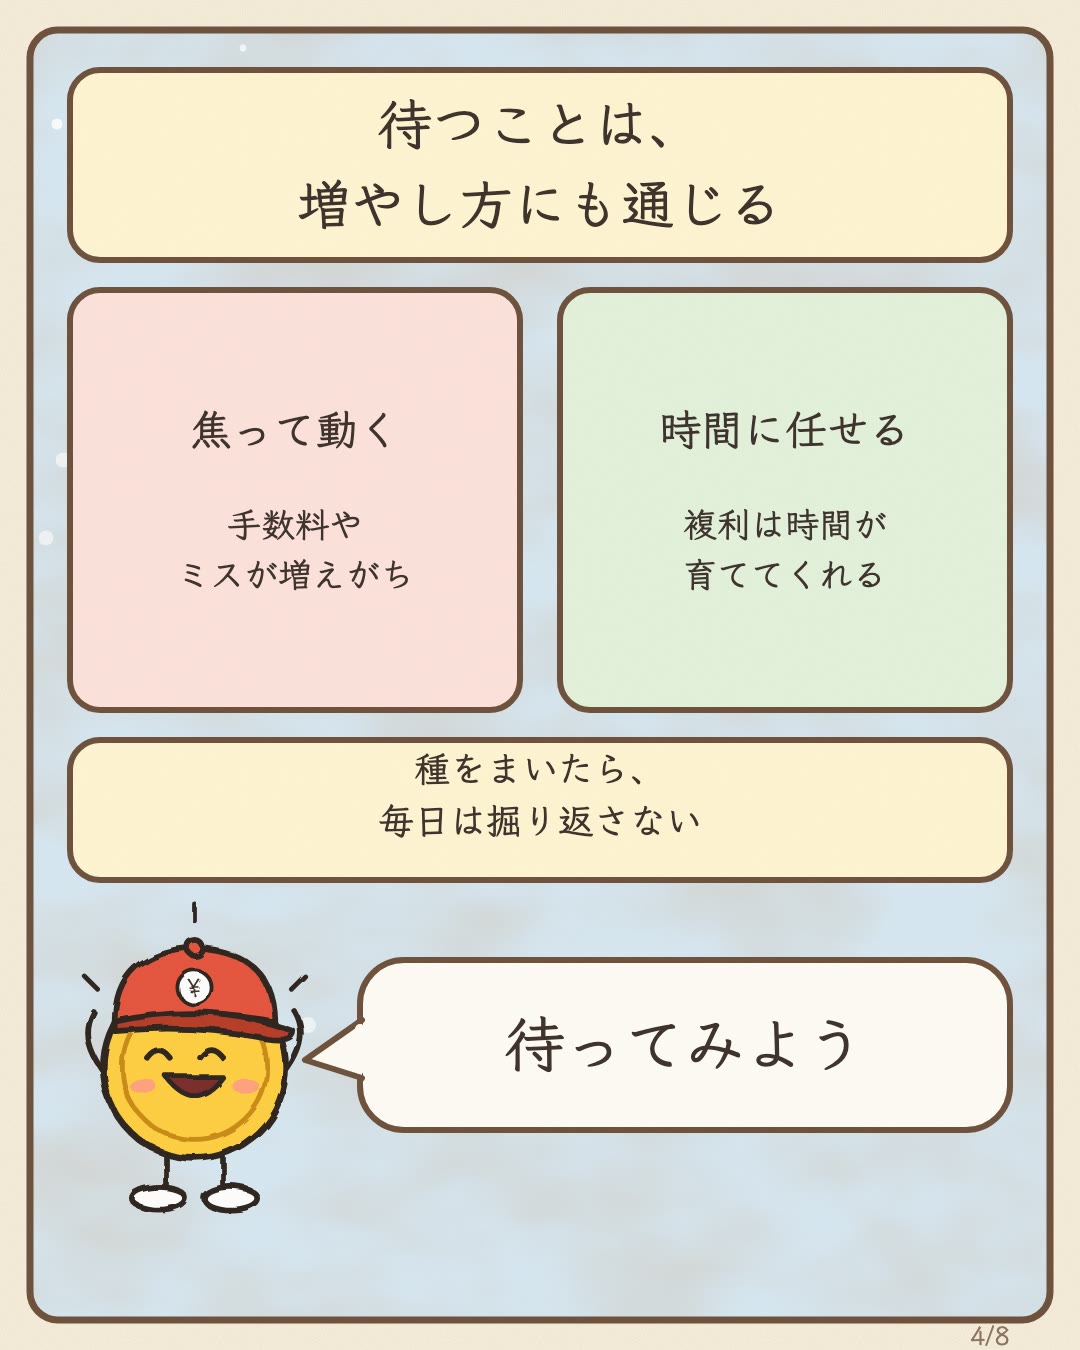 待つことは、
増やし方にも通じる
焦って動く
手数料や
ミスが増えがち
時間に任せる
複利は時間が
育ててくれる
種をまいたら、
毎日は掘り返さない
¥
待ってみよう
4/8